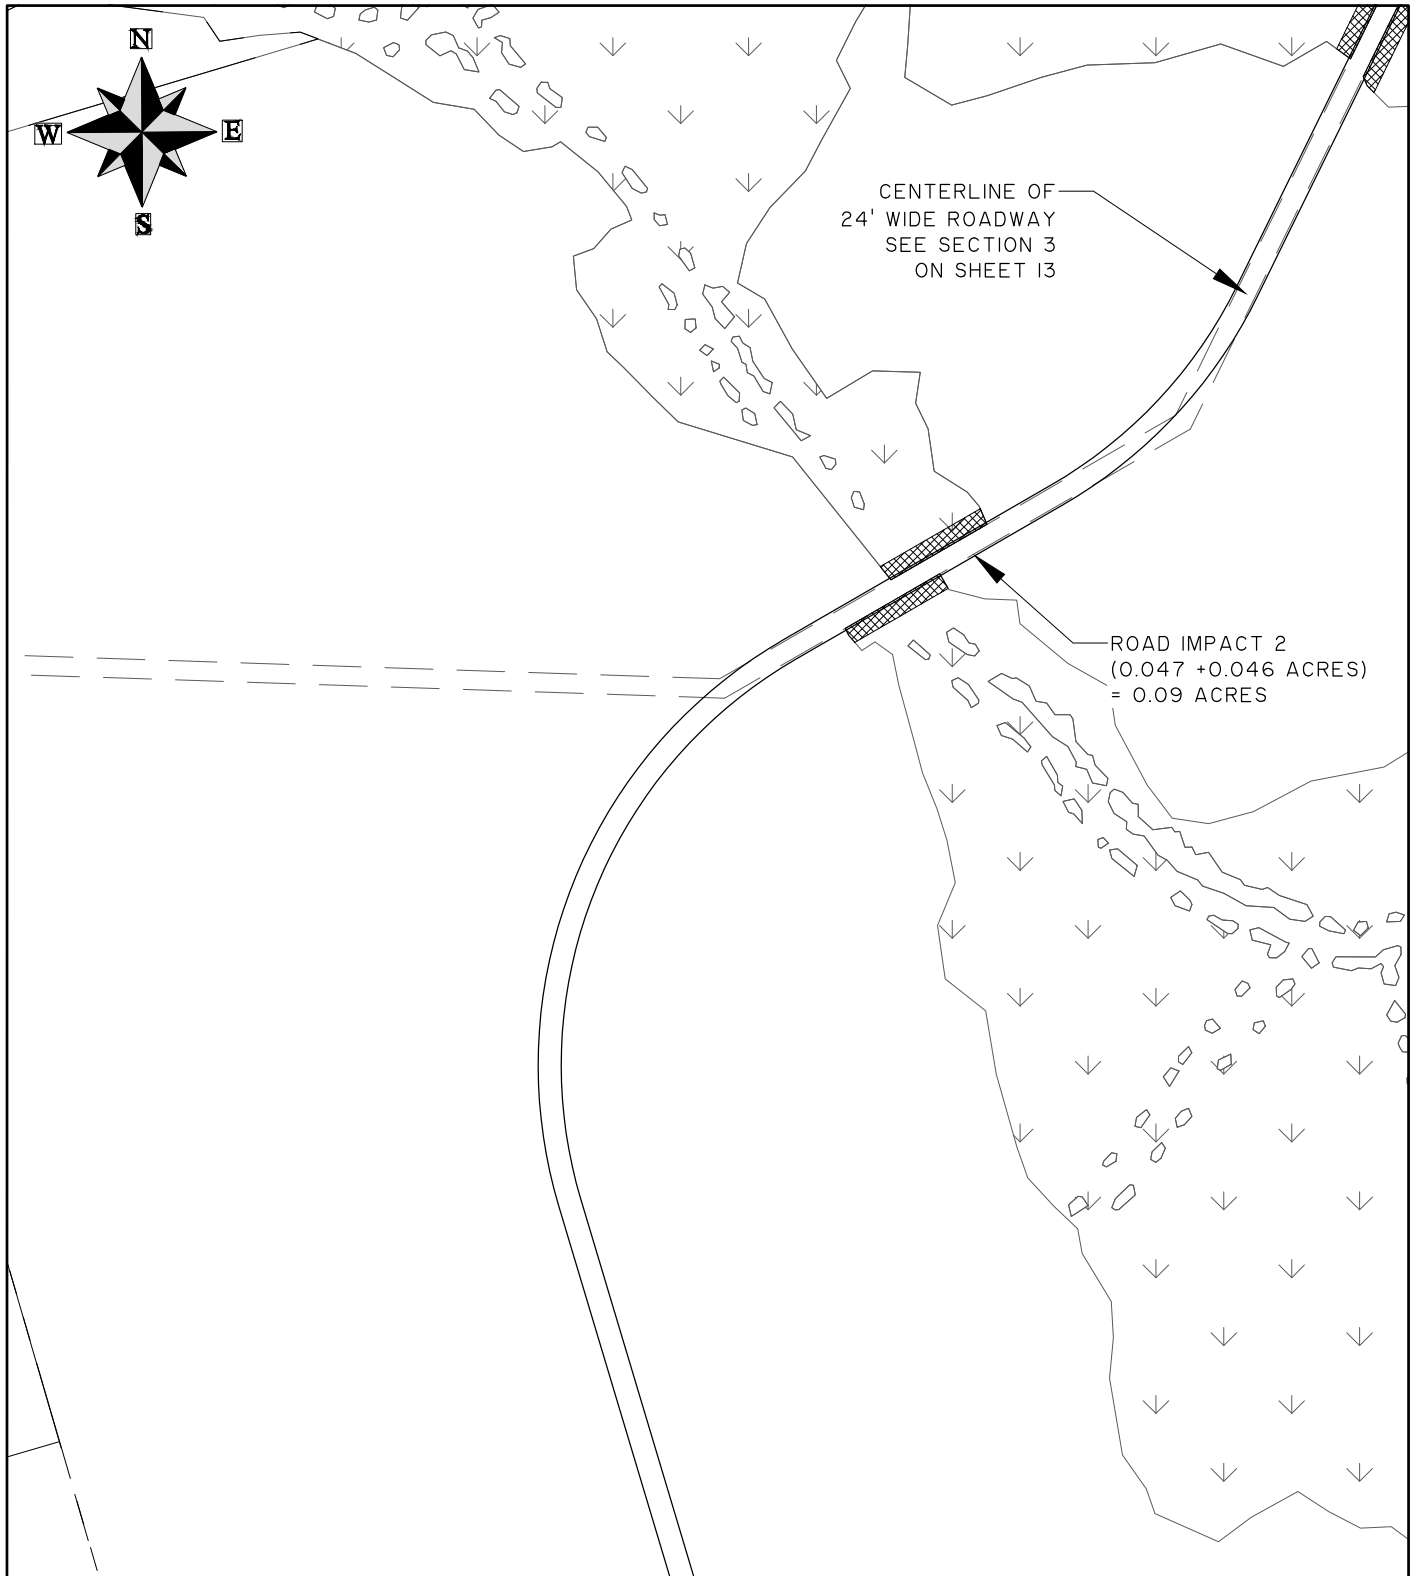 N
W
E
S
CENTERLINE OF
24' WIDE ROADWAY
SEE SECTION 3
ON SHEET 13
ROAD IMPACT 2
(0.047 +0.046 ACRES)
= 0.09 ACRES